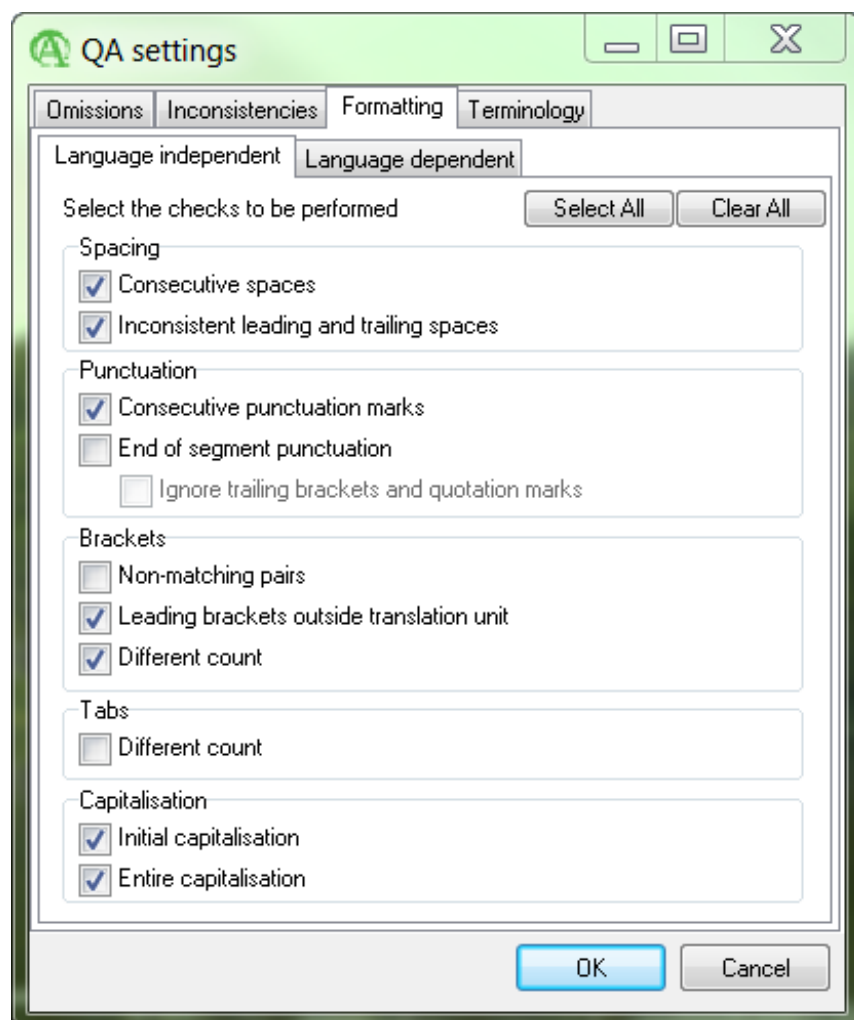 QA settings
Omissions Inconsistencies Formatting Terminology
Language independent Language dependent
Select the checks to be performed Select All Clear All
Spacing
Consecutive spaces
Inconsistent leading and trailing spaces
Punctuation
Consecutive punctuation marks
End of segment punctuation
Ignore trailing brackets and quotation marks
Brackets
Non-matching pairs
Leading brackets outside translation unit
Different count
Tabs
Different count
Capitalisation
Initial capitalisation
Entire capitalisation
OK Cancel